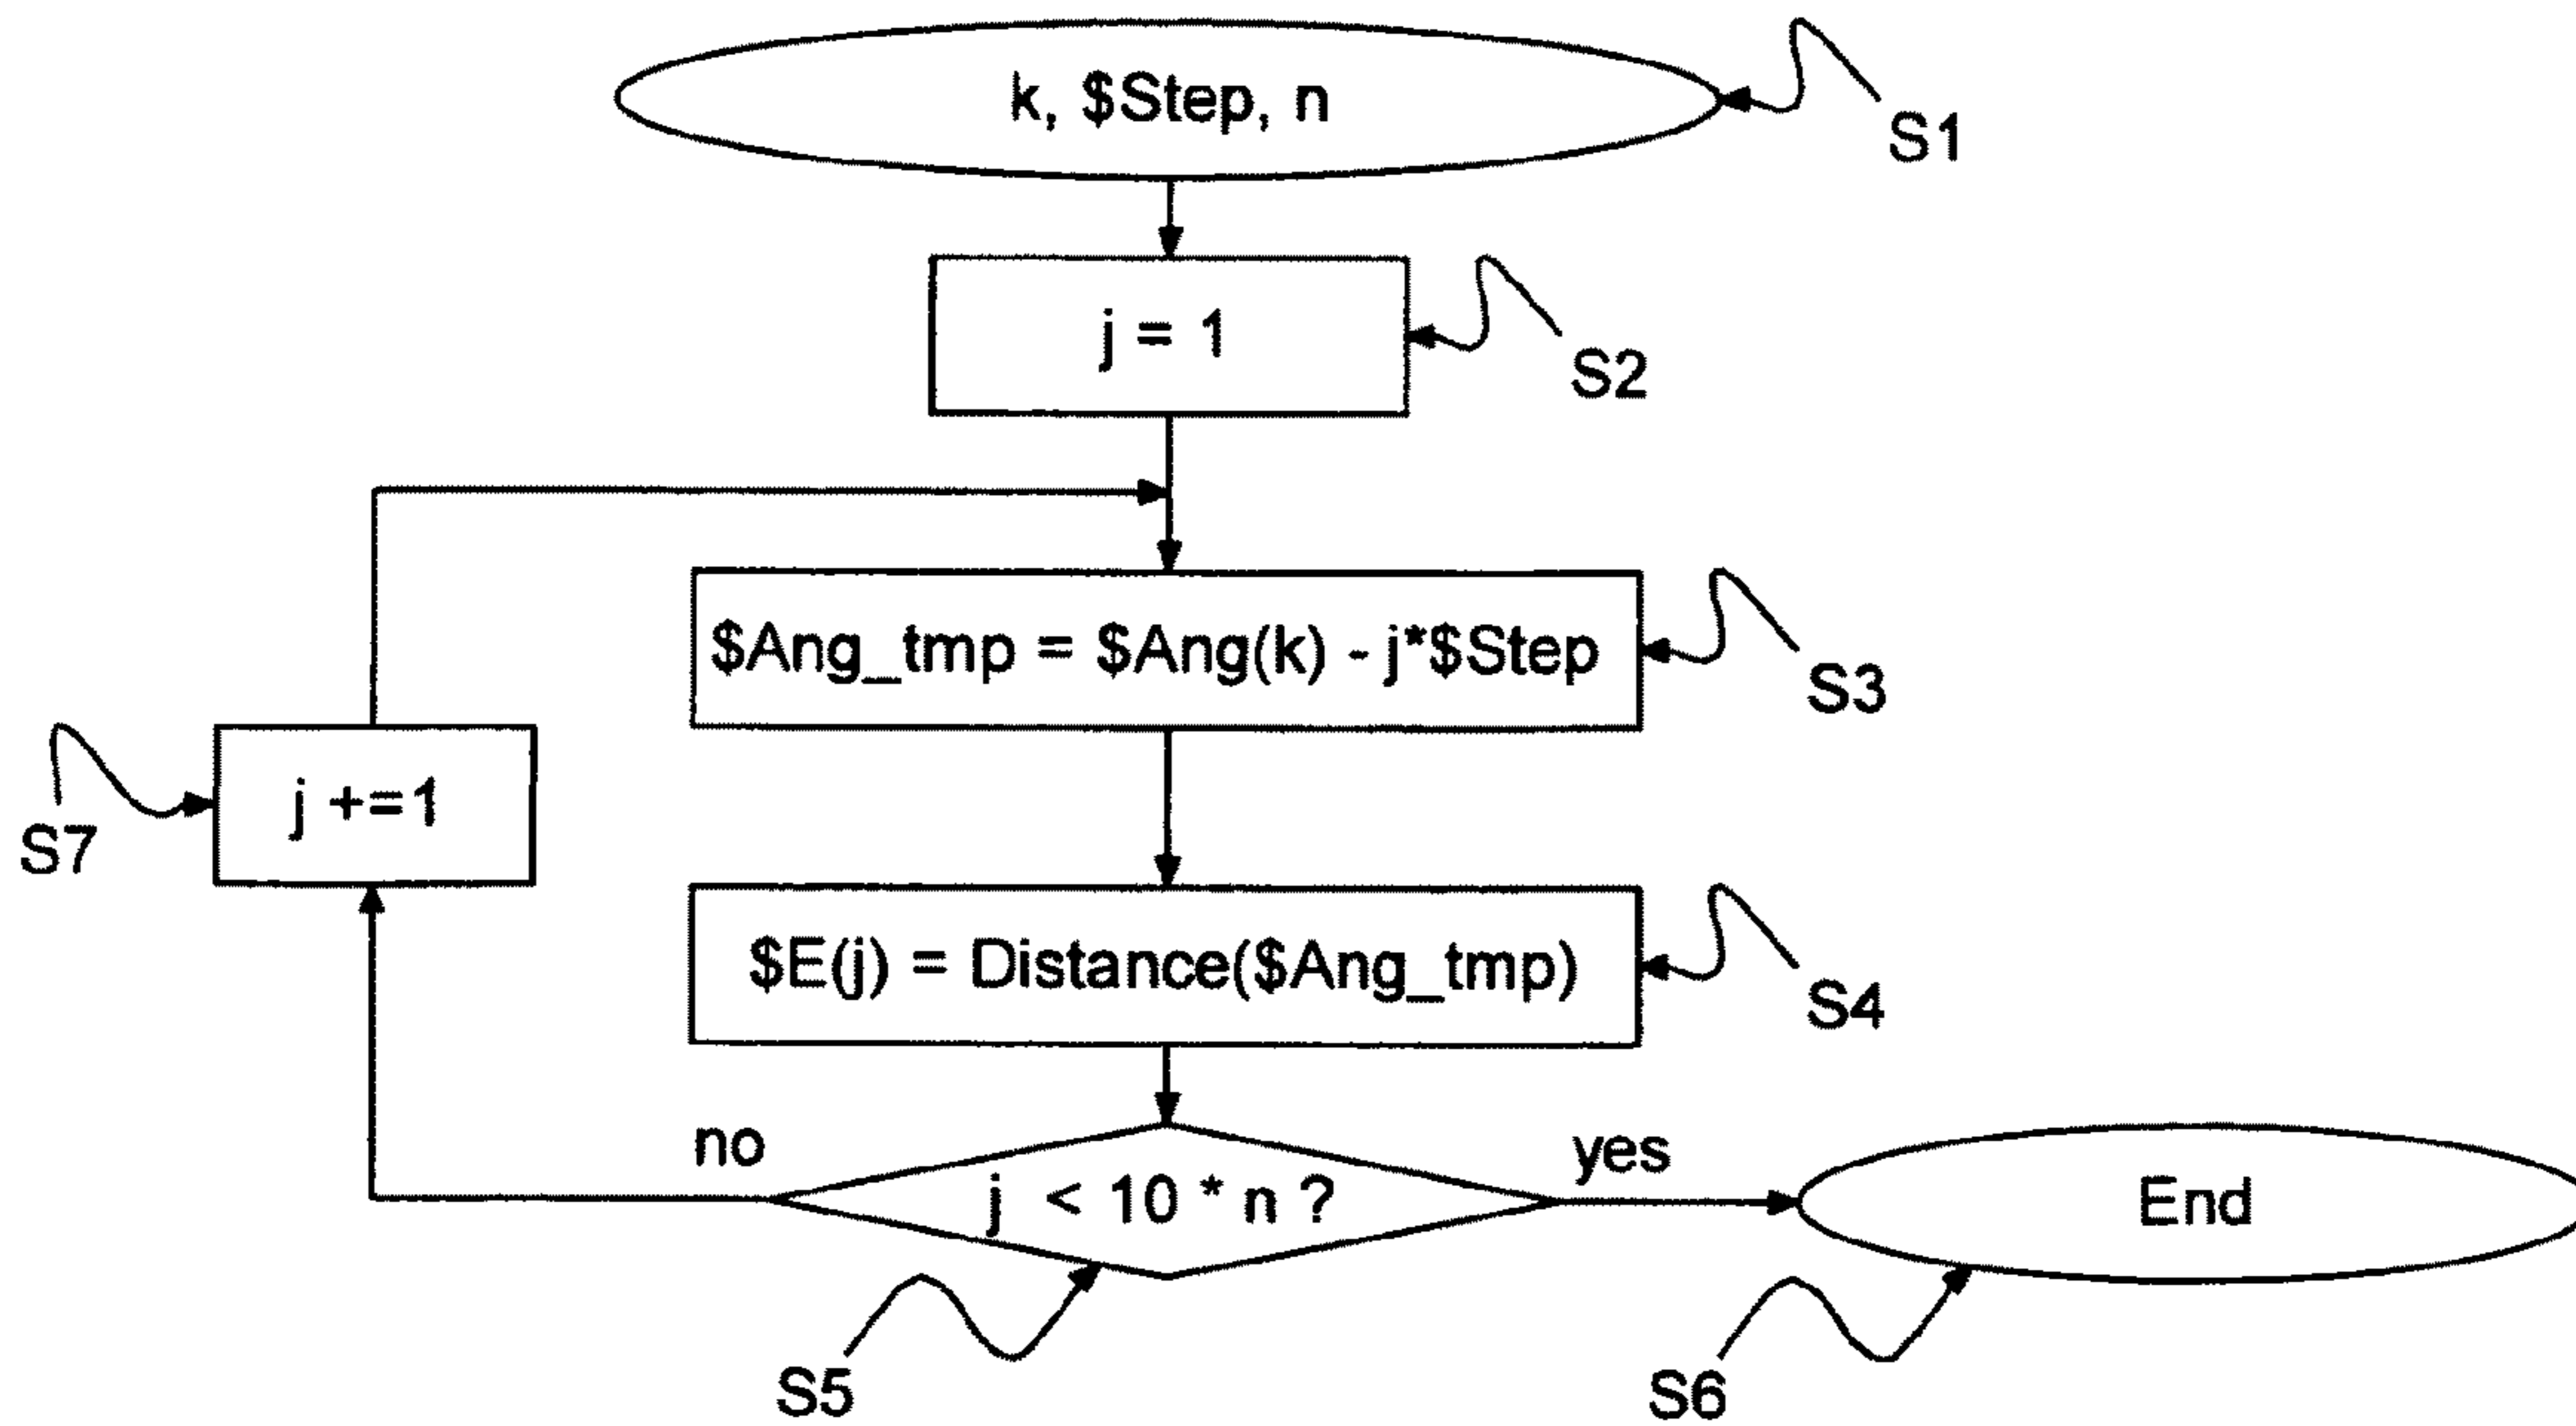 k, $Step, n
S1
j = 1
S2
$Ang_tmp = $Ang(k) - j*$Step
S3
j +=1
S7
$E(j) = Distance($Ang_tmp)
S4
no
yes
j < 10 * n ?
End
S5
S6